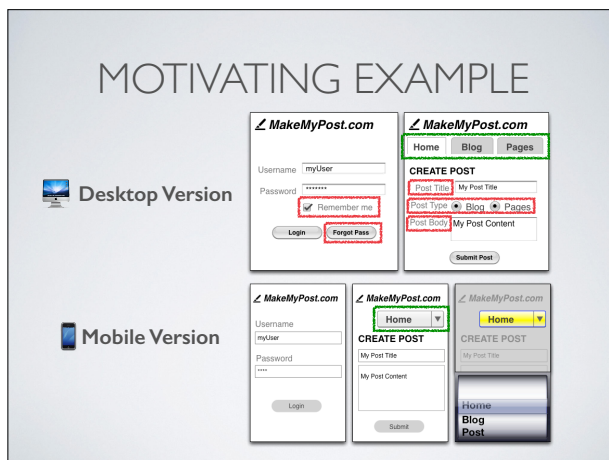 MOTIVATING EXAMPLE
Desktop Version
MakeMyPost.com
Username myUser
Password *******
Remember me
Login Forgot Pass
MakeMyPost.com
Home Blog Pages
CREATE POST
Post Title My Post Title
Post Type Blog Pages
Post Body My Post Content
Submit Post
Mobile Version
MakeMyPost.com
Username
myUser
Password
****
Login
MakeMyPost.com
Home
CREATE POST
My Post Title
My Post Content
Submit
MakeMyPost.com
Home
CREATE POST
My Post Title
Home
Blog
Post